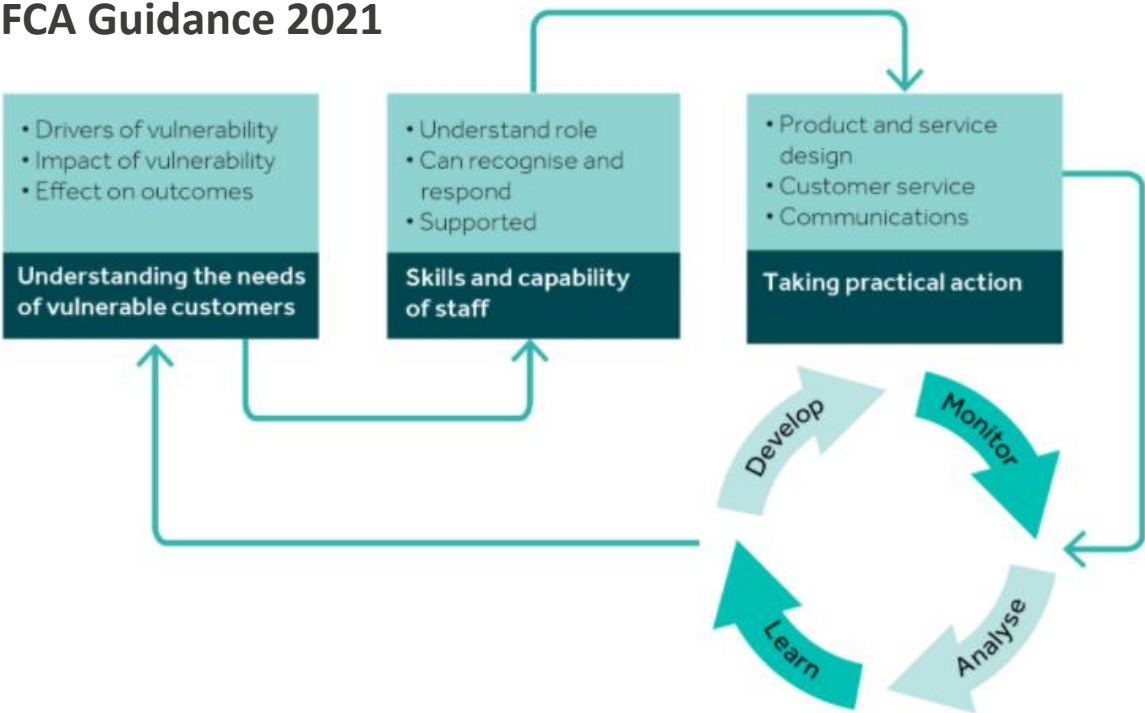 FCA Guidance 2021
• Drivers of vulnerability
• Impact of vulnerability
• Effect on outcomes
Understanding the needs
of vulnerable customers
• Understand role
• Can recognise and
respond
• Supported
Skills and capability
of staff
• Product and service
design
• Customer service
• Communications
Taking practical action
Develop
Monitor
Analyse
Learn